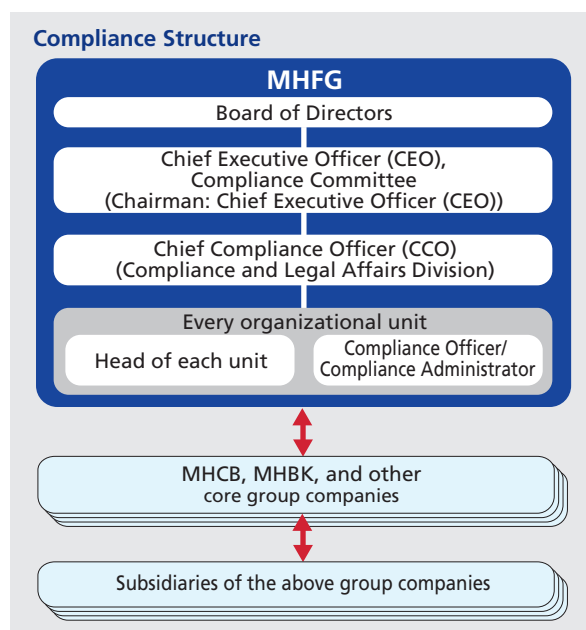 Compliance Structure
MHFG
Board of Directors
Chief Executive Officer (CEO),
Compliance Committee
(Chairman: Chief Executive Officer (CEO))
Chief Compliance Officer (CCO)
(Compliance and Legal Affairs Division)
Every organizational unit
Head of each unit
Compliance Officer/
Compliance Administrator
MHCB, MHBK, and other
core group companies
Subsidiaries of the above group companies